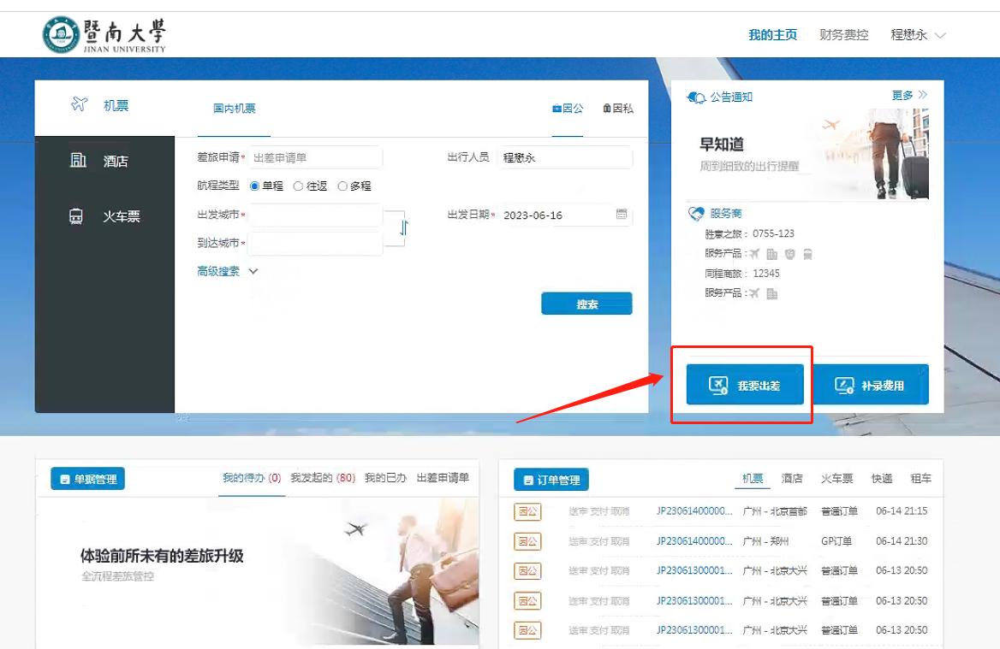 暨南大學
JINAN UNIVERSITY
我的主页 财务费控 程懋永
机票 国内机票 因公 因私
公告通知 更多
早知道
周到细致的出行提醒
酒店
火车票
差旅申请* 出差申请单 出行人员 程懋永
航程类型 单程 往返 多程
出发城市* 出发日期* 2023-06-16
到达城市*
高级搜索
搜索
服务商
胜意之旅： 0755-123
服务产品：
同程商旅： 12345
服务产品：
我要出差 补录费用
单据管理 我的待办 (0) 我发起的 (80) 我的已办 出差申请单
体验前所未有的差旅升级
全流程差旅管控
订单管理 机票 酒店 火车票 快递 租车
因公 送审 支付 取消 JP23061400000... 广州 - 北京首都 普通订单 06-14 21:15
因公 送审 支付 取消 JP23061400000... 广州 - 郑州 GP订单 06-14 21:30
因公 送审 支付 取消 JP23061300001... 广州 - 北京大兴 普通订单 06-13 20:50
因公 送审 支付 取消 JP23061300001... 广州 - 北京大兴 普通订单 06-13 20:50
因公 送审 支付 取消 JP23061300001... 广州 - 北京大兴 普通订单 06-13 20:50